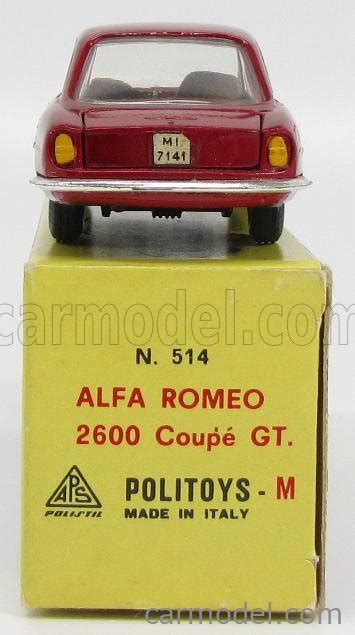 MI
7141
carmodel.com
N. 514
ALFA ROMEO
2600 Coupé GT.
APS
POLISTIL
POLITOYS - M
MADE IN ITALY
carmodel.com